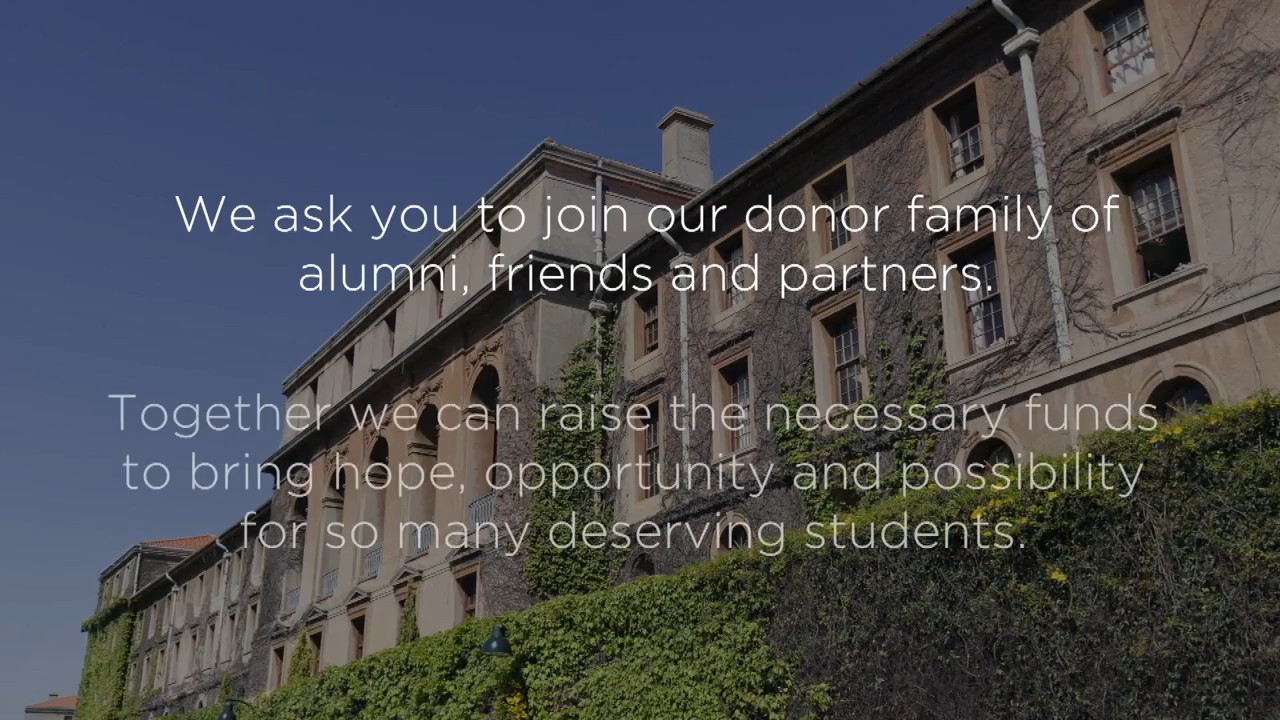 We ask you to join our donor family of
alumni, friends and partners.
Together we can raise the necessary funds
to bring hope, opportunity and possibility
for so many deserving students.